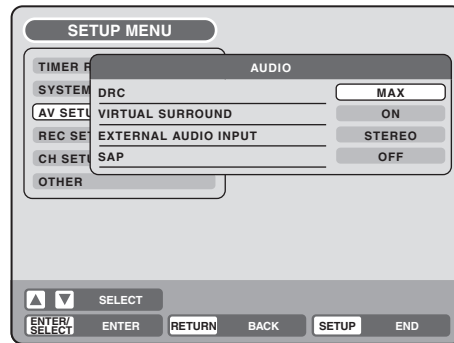 SETUP MENU
TIMER
AUDIO
SYSTEM
DRC
MAX
AV SETU
VIRTUAL SURROUND
ON
REC SET
EXTERNAL AUDIO INPUT
STEREO
CH SETU
SAP
OFF
OTHER
SELECT
ENTER/
SELECT
ENTER
RETURN
BACK
SETUP
END